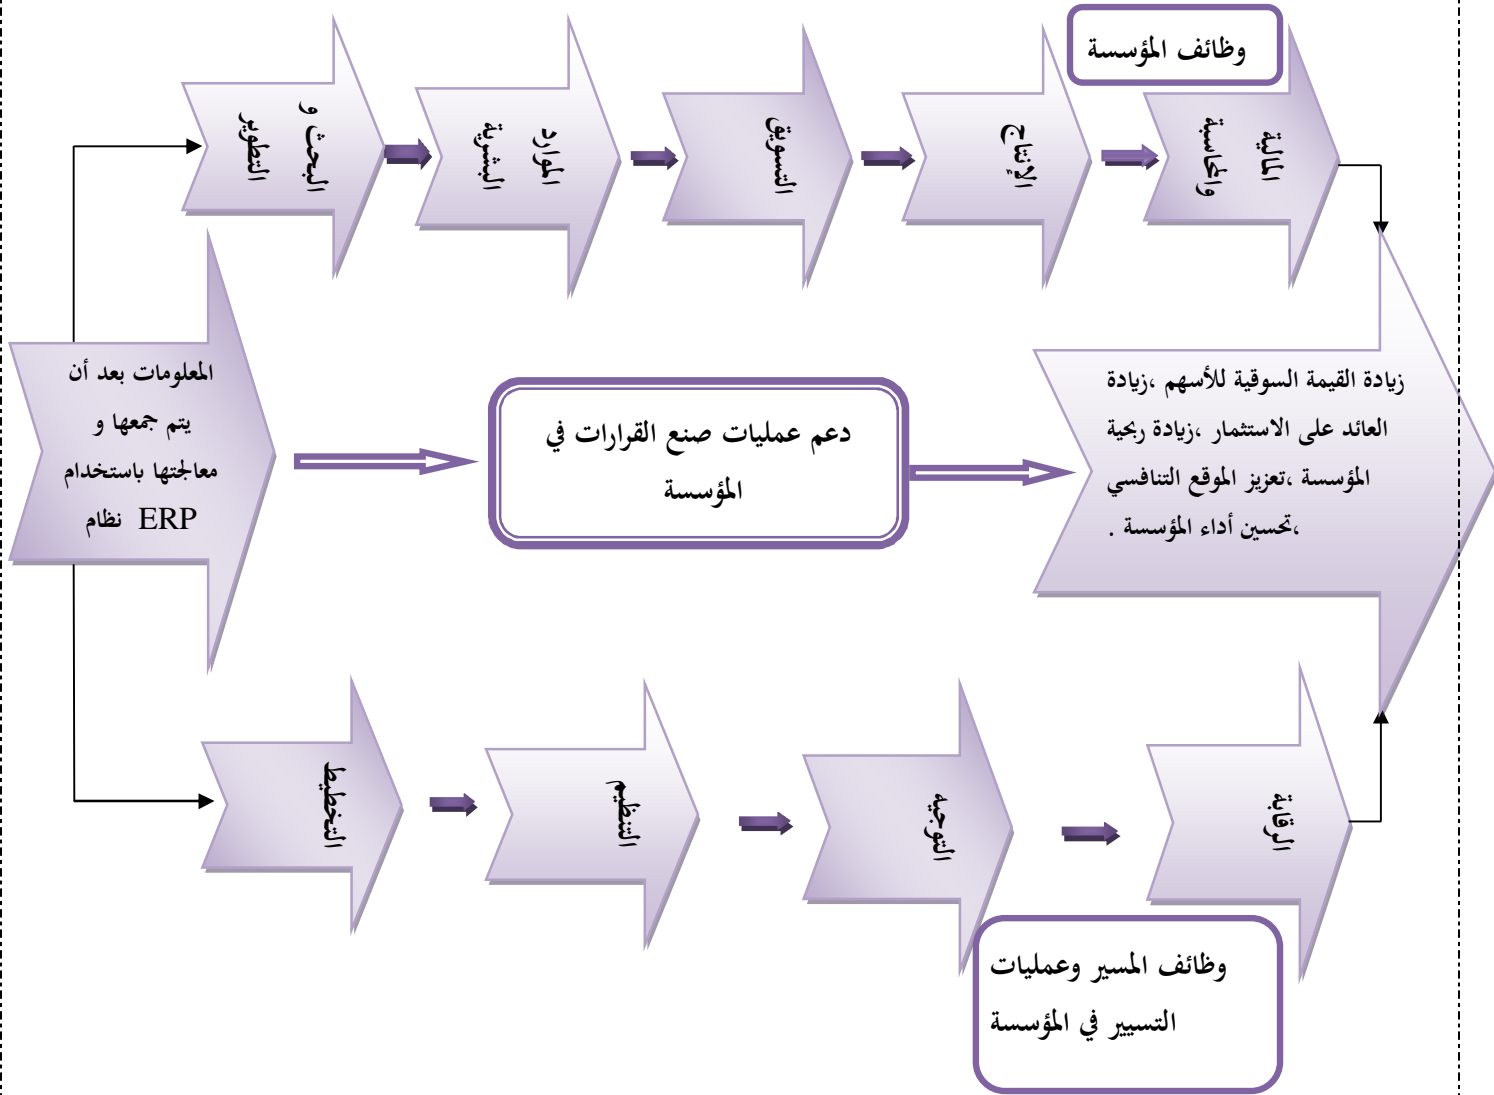 وظائف المؤسسة
البحث و
التطوير
الموارد
البشرية
التسويق
الإنتاج
المالية
والمحاسبة
المعلومات بعد أن
يتم جمعها و
معالجتها باستخدام
نظام ERP
دعم عمليات صنع القرارات في
المؤسسة
زيادة القيمة السوقية للأسهم ،زيادة
العائد على الاستثمار ،زيادة ربحية
المؤسسة ،تعزيز الموقع التنافسي
،تحسين أداء المؤسسة .
التخطيط
التنظيم
التوجيه
الرقابة
وظائف المسير وعمليات
التسيير في المؤسسة